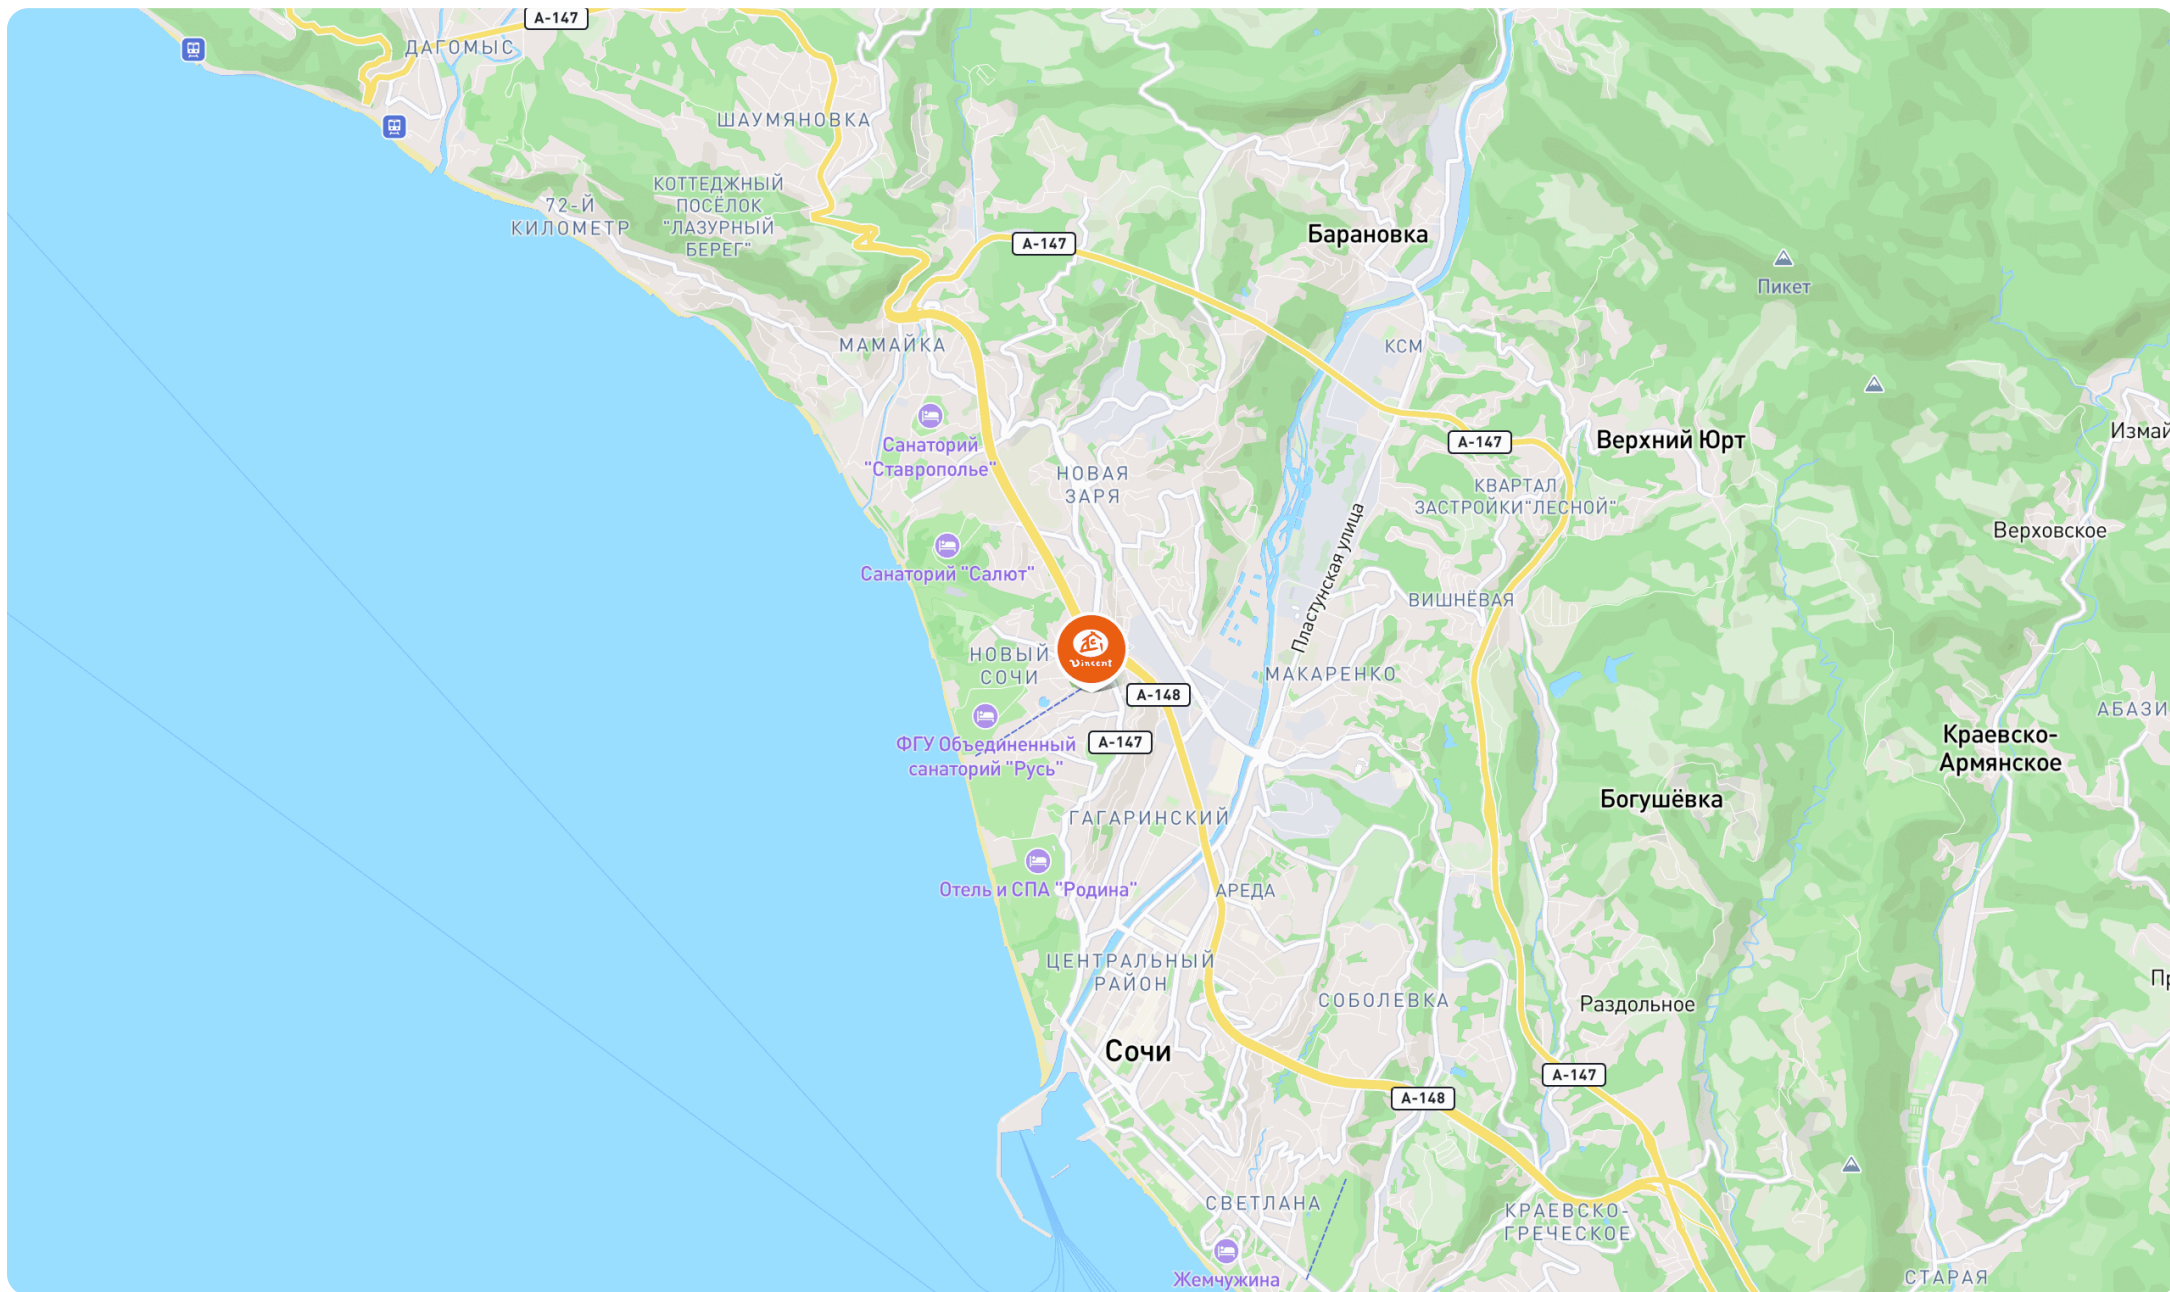 А-147
ДАГОМЫС
ШАУМЯНОВКА
КОТТЕДЖНЫЙ
ПОСЁЛОК
"ЛАЗУРНЫЙ
БЕРЕГ"
72-Й
КИЛОМЕТР
А-147
Барановка
Пикет
МАМАЙКА
КСМ
Санаторий
"Ставрополье"
НОВАЯ
ЗАРЯ
А-147
Верхний Юрт
Измай
КВАРТАЛ
ЗАСТРОЙКИ"ЛЕСНОЙ"
Верховское
Пластунская улица
Санаторий "Салют"
ВИШНЁВАЯ
Vincent
НОВЫЙ
СОЧИ
МАКАРЕНКО
А-148
АБАЗИ
А-147
ФГУ Объединенный
санаторий "Русь"
Краевско-
Армянское
Богушёвка
ГАГАРИНСКИЙ
Отель и СПА "Родина"
АРЕДА
ЦЕНТРАЛЬНЫЙ
РАЙОН
Пр
СОБОЛЕВКА
Раздольное
Сочи
А-147
А-148
СВЕТЛАНА
КРАЕВСКО-
ГРЕЧЕСКОЕ
Жемчужина
СТАРАЯ